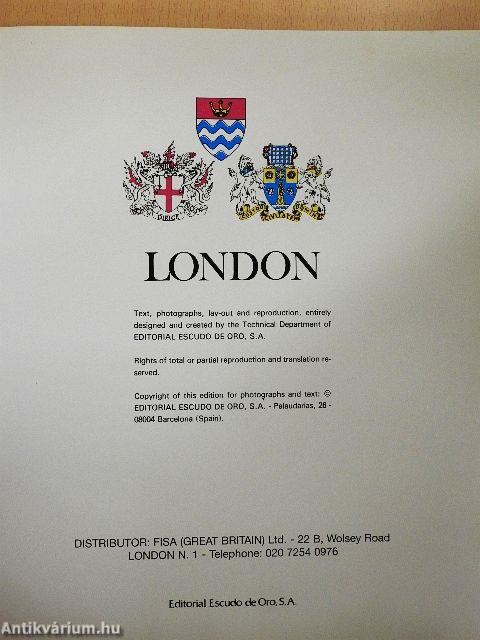 DIRIGE
LONDON
Text, photographs, lay-out and reproduction, entirely
designed and created by the Technical Department of
EDITORIAL ESCUDO DE ORO, S.A.
Rights of total or partial reproduction and translation re-
served.
Copyright of this edition for photographs and text: ©
EDITORIAL ESCUDO DE ORO, S.A. - Palaudarias, 26 -
08004 Barcelona (Spain).
DISTRIBUTOR: FISA (GREAT BRITAIN) Ltd. - 22 B, Wolsey Road
LONDON N. 1 - Telephone: 020 7254 0976
Editorial Escudo de Oro, S.A.
Antikvárium.hu